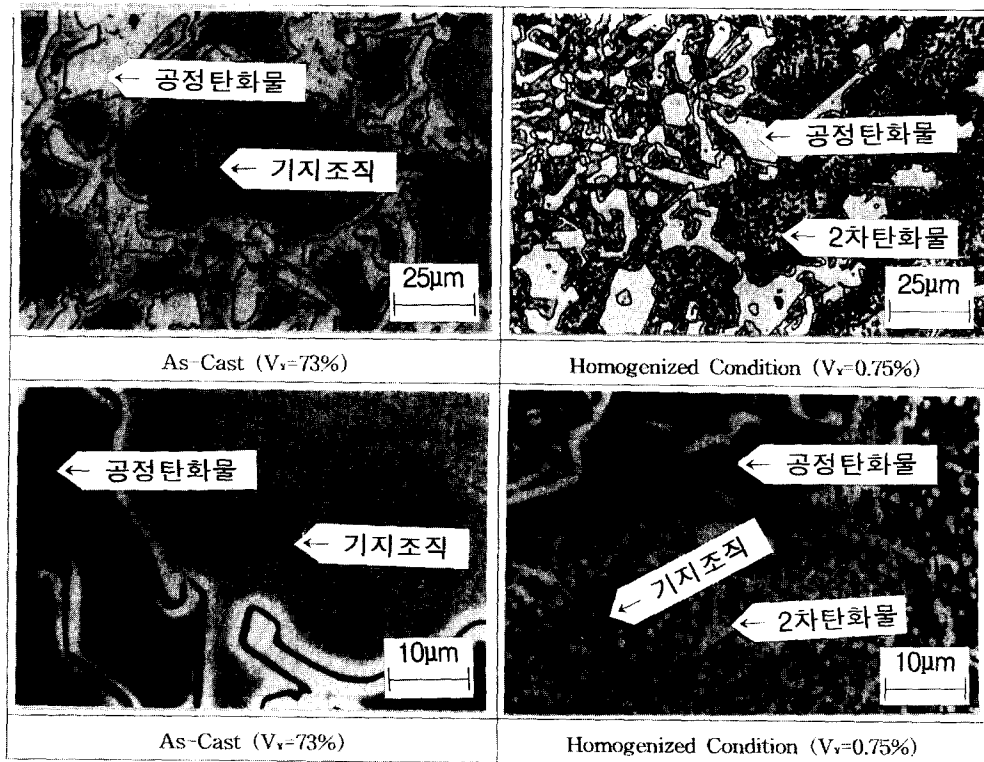 ← 공정탄화물
← 기지조직
25μm
← 공정탄화물
← 2차탄화물
25μm
As-Cast (Vγ=73%)
Homogenized Condition (Vγ=0.75%)
← 공정탄화물
← 기지조직
10μm
← 공정탄화물
← 기지조직
← 2차탄화물
10μm
As-Cast (Vγ=73%)
Homogenized Condition (Vγ=0.75%)